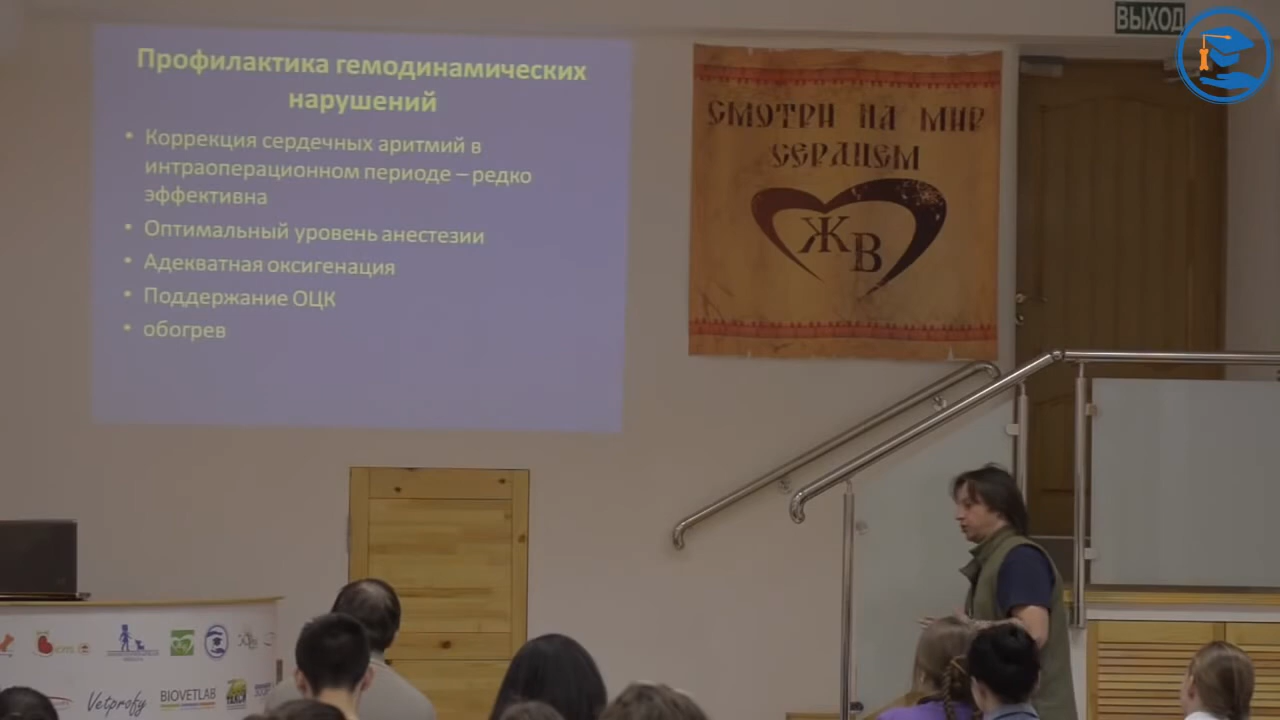 Профилактика гемодинамических
нарушений
• Коррекция сердечных аритмий в
интраоперационном периоде – редко
эффективна
• Оптимальный уровень анестезии
• Адекватная оксигенация
• Поддержание ОЦК
• обогрев
СМОТРИ НА МИР
СЕРДЦЕМ
ЖВ
ВЫХОД
Vetprofy
BIOVETLAB